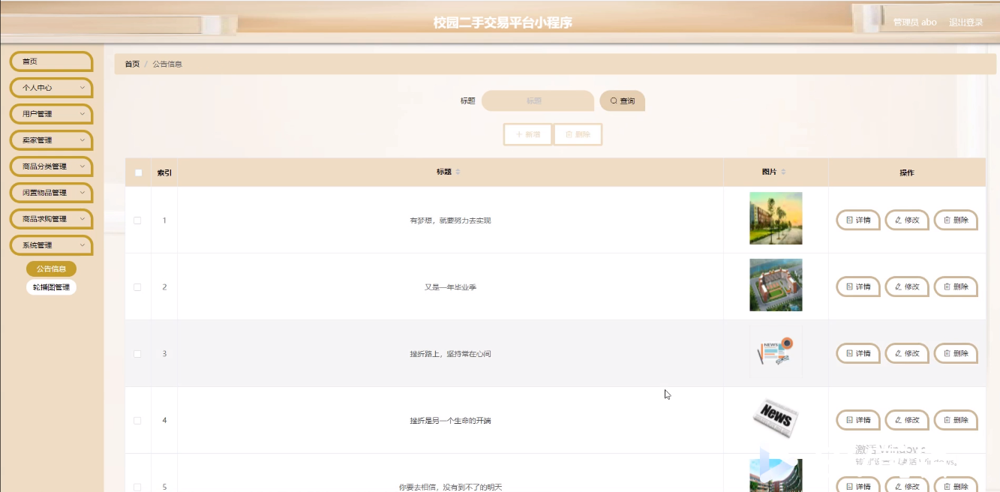 校园二手交易平台小程序
管理员 abo 退出登录
首页
个人中心
用户管理
卖家管理
商品分类管理
闲置物品管理
商品求购管理
系统管理
公告信息
轮播图管理
首页 / 公告信息
标题 标题 查询
新增 删除
索引 标题 图片 操作
1 有梦想，就要努力去实现 详情 修改 删除
2 又是一年毕业季 详情 修改 删除
3 挫折路上，坚持常在心间 NEWS 详情 修改 删除
4 挫折是另一个生命的开端 News 详情 修改 删除
激活 Windows
5 你要去相信，没有到不了的明天 详情 修改 删除